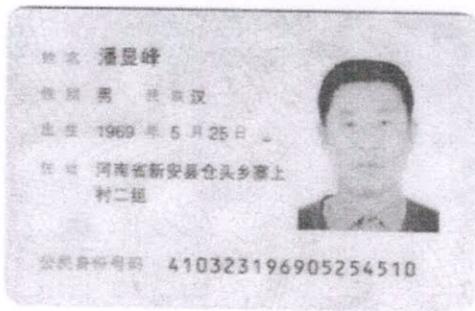 姓名 潘显峰
性别 男 民族 汉
出生 1969 年 5 月 25 日
住址 河南省新安县仓头乡寨上
村二组
公民身份号码 410323196905254510